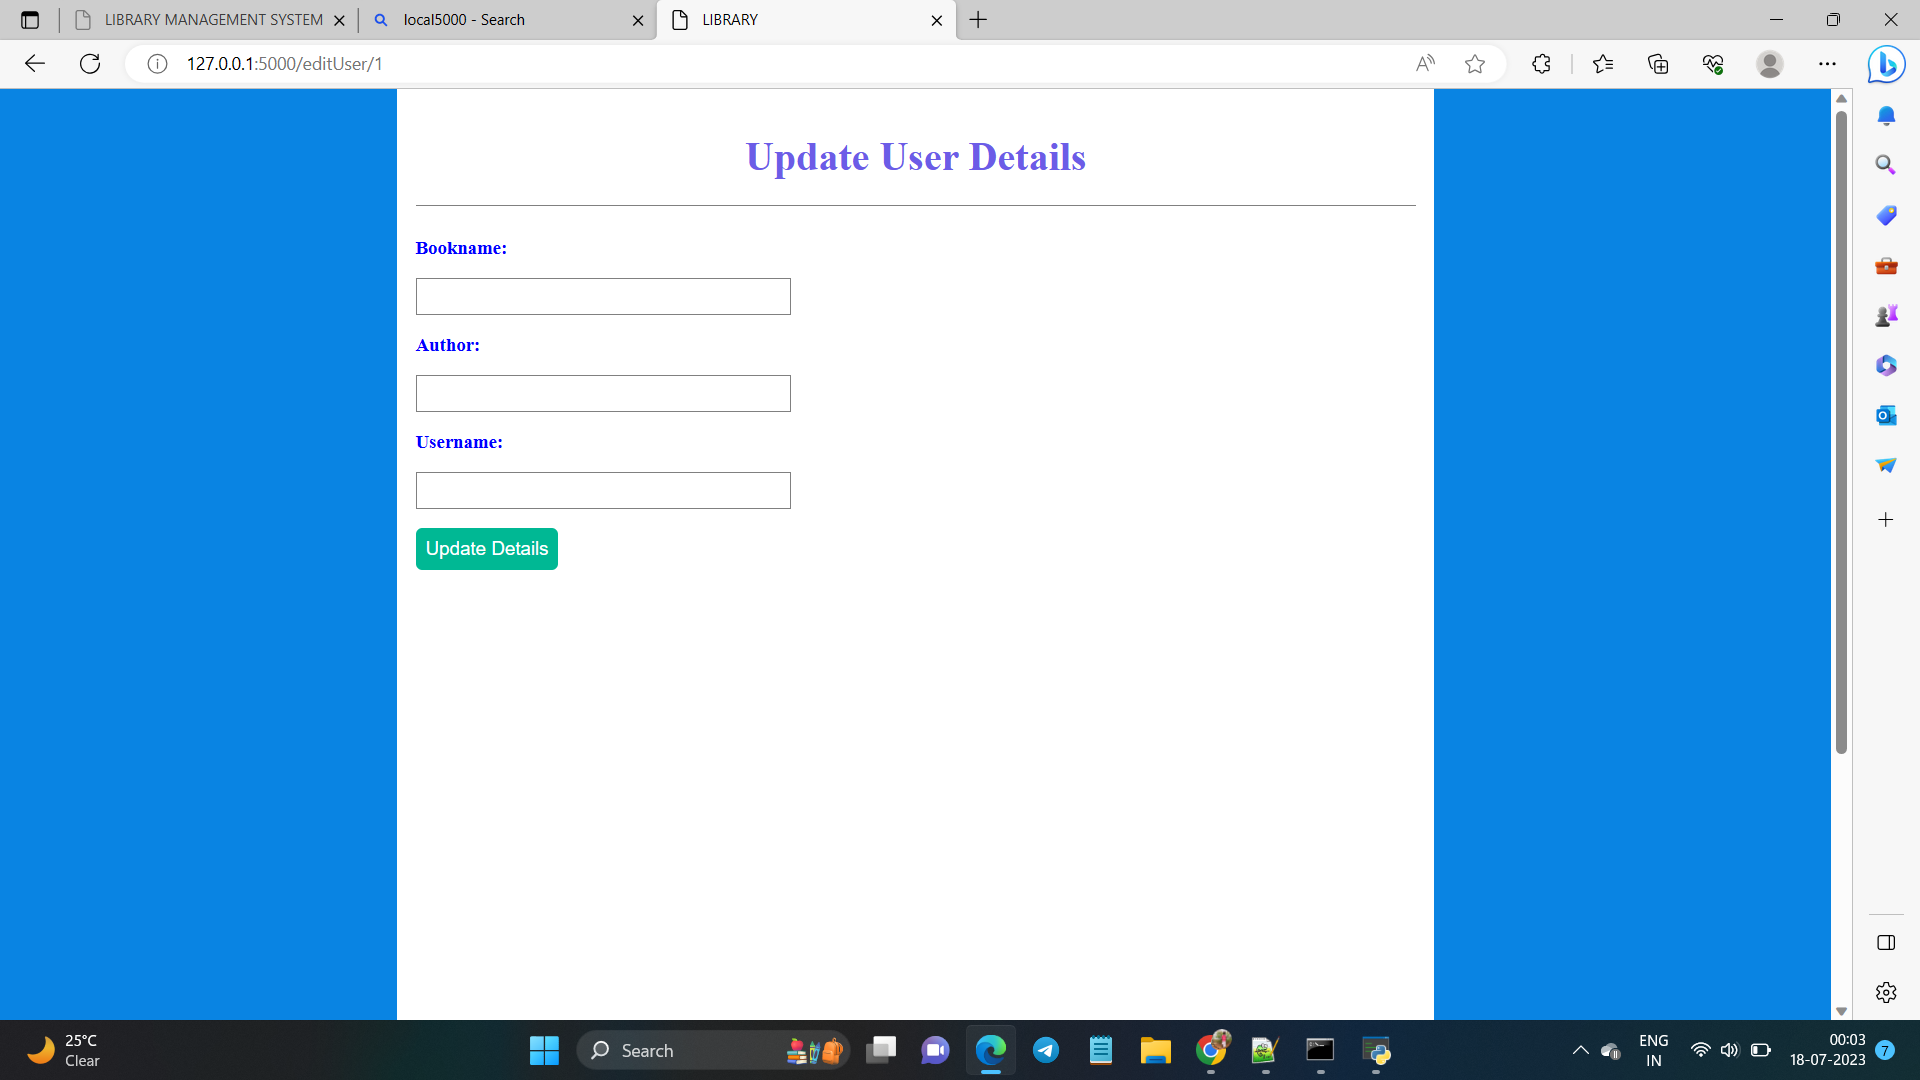 LIBRARY MANAGEMENT SYSTEM
local5000 - Search
LIBRARY
127.0.0.1:5000/editUser/1
Update User Details
Bookname:
Author:
Username:
Update Details
25°C
Clear
Search
ENG
IN
00:03
18-07-2023
7